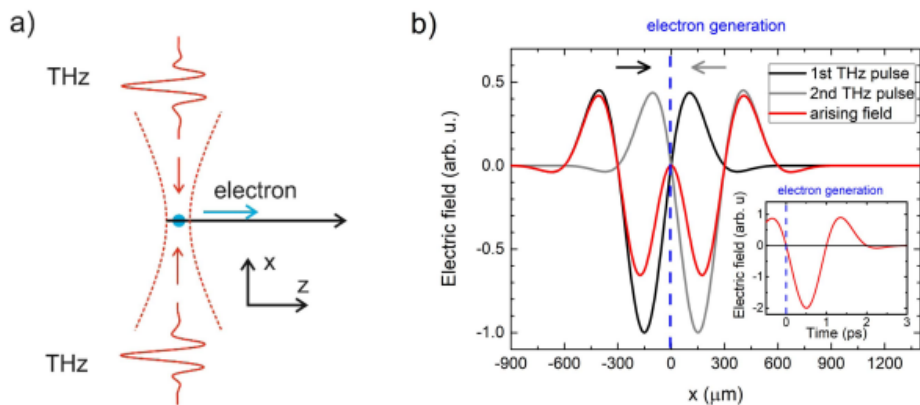 a)
THz
electron
x
z
THz
b)
electron generation
1st THz pulse
2nd THz pulse
arising field
Electric field (arb. u.)
0.5
0.0
-0.5
-1.0
-900 -600 -300 0 300 600 900 1200
x (μm)
electron generation
Electric field (arb. u)
1
0
-1
-2
0 1 2 3
Time (ps)